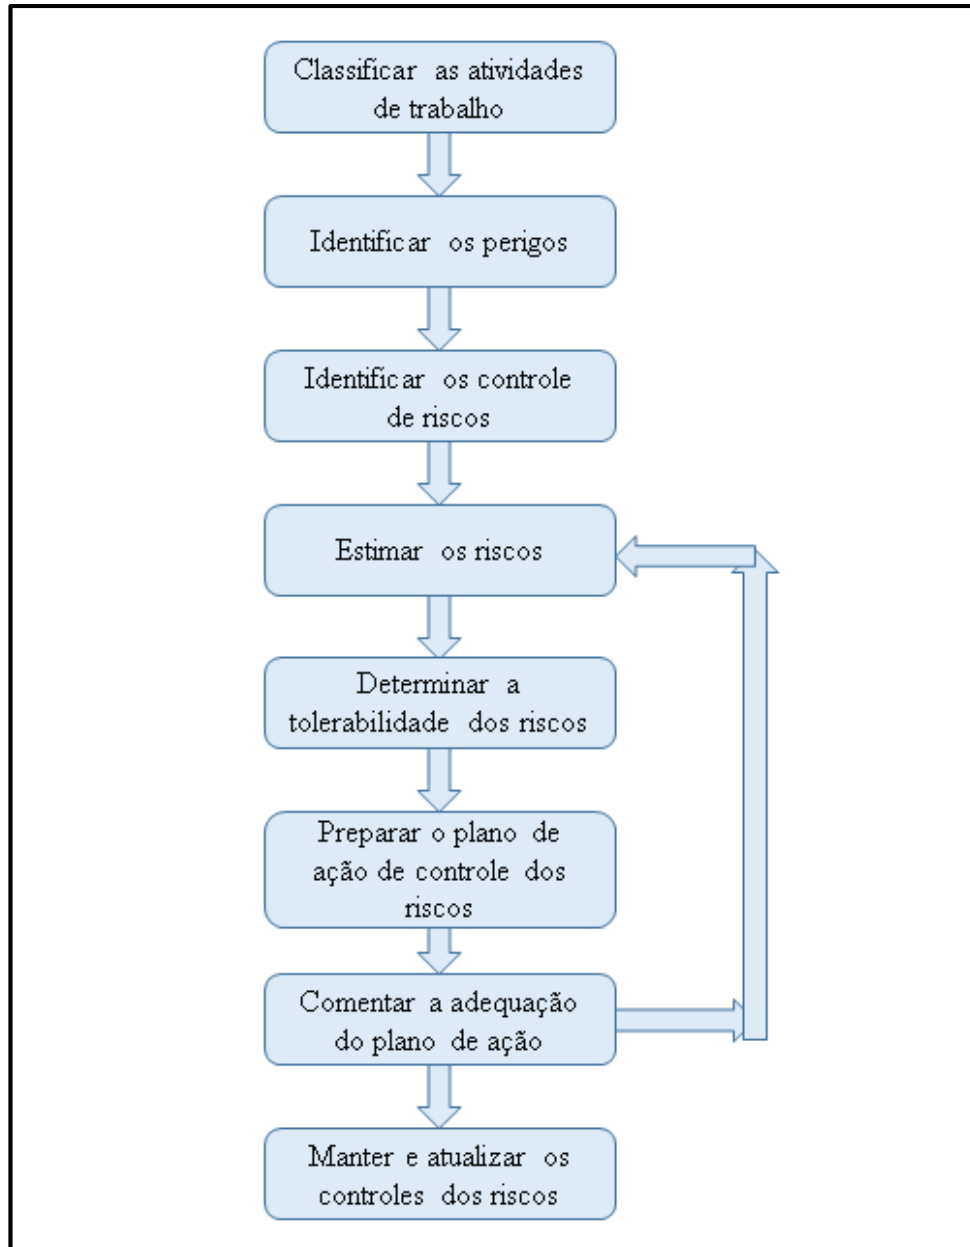 Classificar as atividades
de trabalho
Identificar os perigos
Identificar os controle
de riscos
Estimar os riscos
Determinar a
tolerabilidade dos riscos
Preparar o plano de
ação de controle dos
riscos
Comentar a adequação
do plano de ação
Manter e atualizar os
controles dos riscos